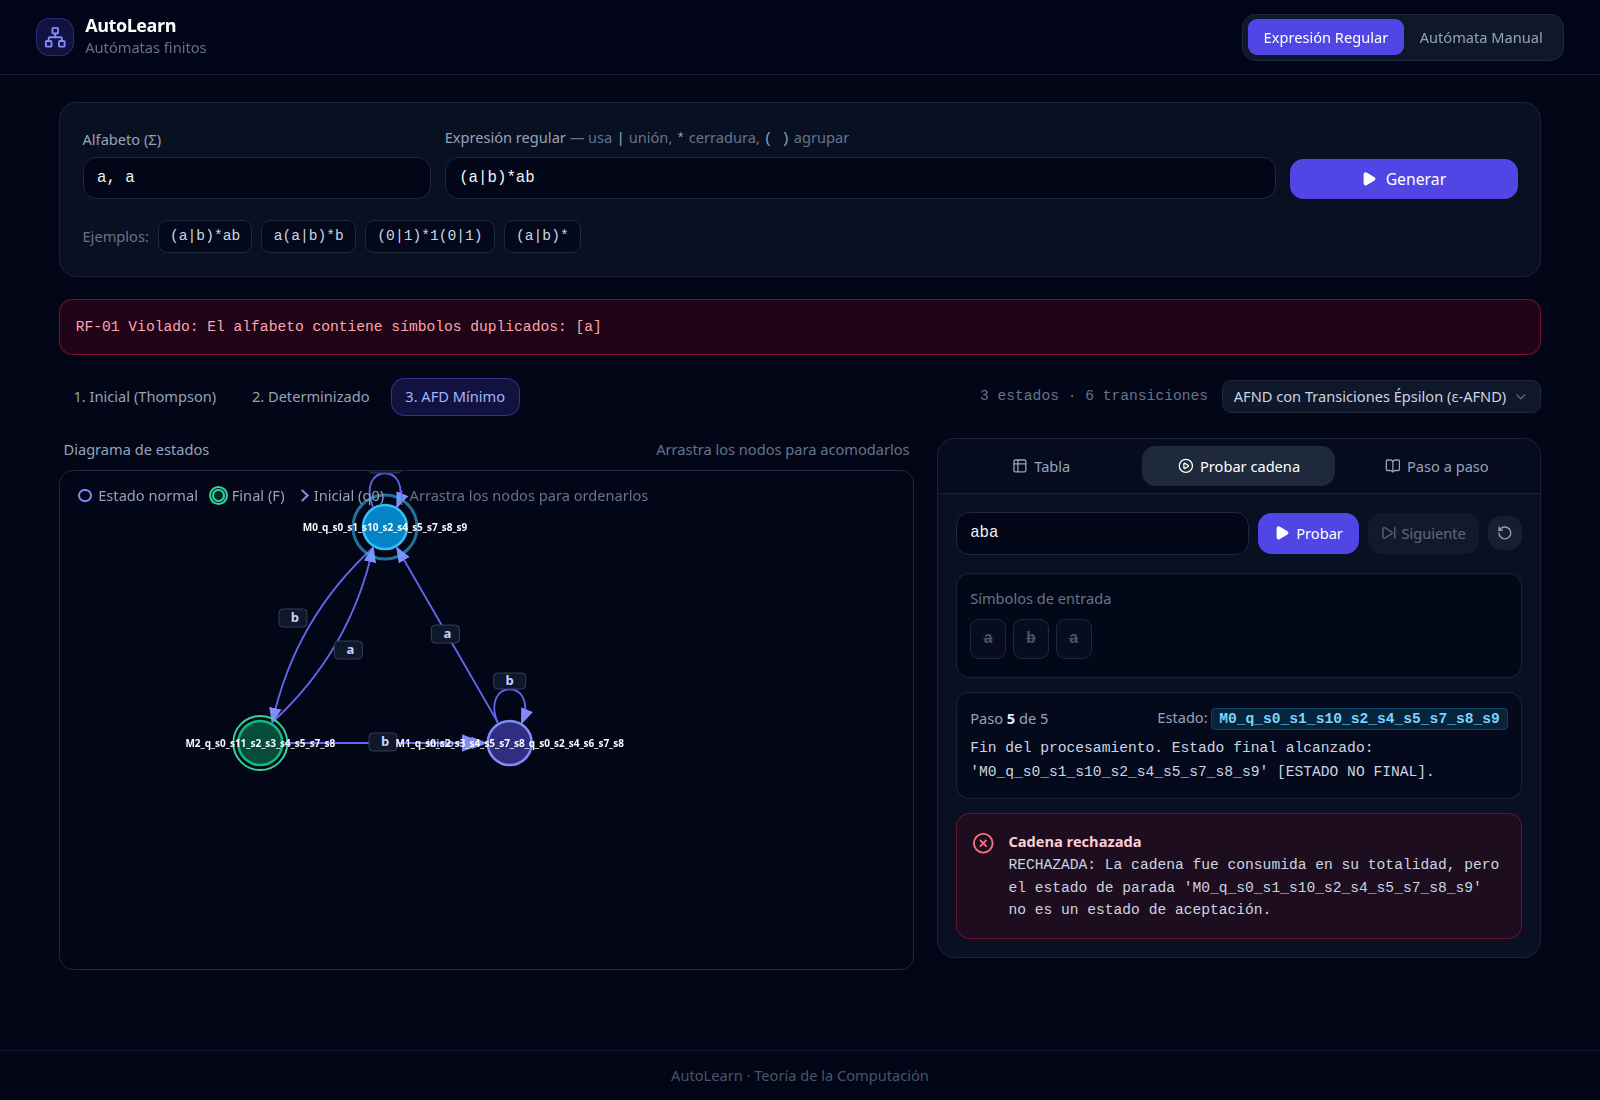 AutoLearn
Autómatas finitos
Expresión Regular
Autómata Manual
Alfabeto (Σ)
Expresión regular — usa | unión, * cerradura, ( ) agrupar
a, a
(a|b)*ab
Generar
Ejemplos:
(a|b)*ab
a(a|b)*b
(0|1)*1(0|1)
(a|b)*
RF-01 Violado: El alfabeto contiene símbolos duplicados: [a]
1. Inicial (Thompson)
2. Determinizado
3. AFD Mínimo
3 estados · 6 transiciones
AFND con Transiciones Épsilon (ε-AFND)
Diagrama de estados
Arrastra los nodos para acomodarlos
Estado normal
Final (F)
Inicial (q0)
Arrastra los nodos para ordenarlos
M0_q_s0_s1_s10_s2_s4_s5_s7_s8_s9
b
a
a
b
M2_q_s0_s11_s2_s3_s4_s5_s7_s8
b
M1_q_s0_s2_s3_s4_s5_s7_s8_q_s0_s2_s4_s6_s7_s8
Tabla
Probar cadena
Paso a paso
aba
Probar
Siguiente
Símbolos de entrada
a
b
a
Paso 5 de 5
Estado: M0_q_s0_s1_s10_s2_s4_s5_s7_s8_s9
Fin del procesamiento. Estado final alcanzado:
'M0_q_s0_s1_s10_s2_s4_s5_s7_s8_s9' [ESTADO NO FINAL].
Cadena rechazada
RECHAZADA: La cadena fue consumida en su totalidad, pero
el estado de parada 'M0_q_s0_s1_s10_s2_s4_s5_s7_s8_s9'
no es un estado de aceptación.
AutoLearn · Teoría de la Computación